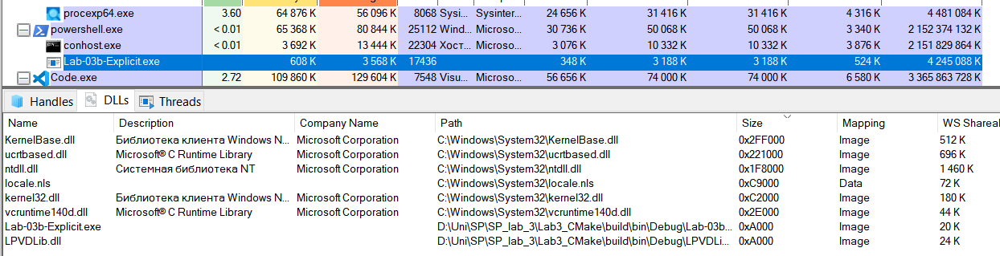 procexp64.exe 3.60 64 876 K 56 096 K 8068 Sysi... Sysinter... 24 656 K 31 416 K 31 416 K 4 316 K 4 481 084 K
powershell.exe < 0.01 65 368 K 80 844 K 25112 Wind... Microso... 30 736 K 50 068 K 50 068 K 3 340 K 2 152 374 132 K
conhost.exe < 0.01 3 692 K 13 444 K 22304 Хост... Microso... 3 076 K 10 332 K 10 332 K 3 876 K 2 151 829 864 K
Lab-03b-Explicit.exe 608 K 3 568 K 17436 348 K 3 188 K 3 188 K 524 K 4 245 088 K
Code.exe 2.72 109 860 K 129 604 K 7548 Visu... Microso... 56 656 K 74 000 K 74 000 K 6 580 K 3 365 863 728 K
Handles DLLs Threads
Name Description Company Name Path Size Mapping WS Shareal
KernelBase.dll Библиотека клиента Windows N... Microsoft Corporation C:\Windows\System32\KernelBase.dll 0x2FF000 Image 512 K
ucrtbased.dll Microsoft® C Runtime Library Microsoft Corporation C:\Windows\System32\ucrtbased.dll 0x221000 Image 696 K
ntdll.dll Системная библиотека NT Microsoft Corporation C:\Windows\System32\ntdll.dll 0x1F8000 Image 1 460 K
locale.nls C:\Windows\System32\locale.nls 0xC9000 Data 72 K
kernel32.dll Библиотека клиента Windows N... Microsoft Corporation C:\Windows\System32\kernel32.dll 0xC2000 Image 180 K
vcruntime140d.dll Microsoft® C Runtime Library Microsoft Corporation C:\Windows\System32\vcruntime140d.dll 0x2E000 Image 44 K
Lab-03b-Explicit.exe D:\Uni\SP\SP_lab_3\Lab3_CMake\build\bin\Debug\Lab-03b... 0xA000 Image 20 K
LPVDLib.dll D:\Uni\SP\SP_lab_3\Lab3_CMake\build\bin\Debug\LPVDLi... 0xA000 Image 24 K